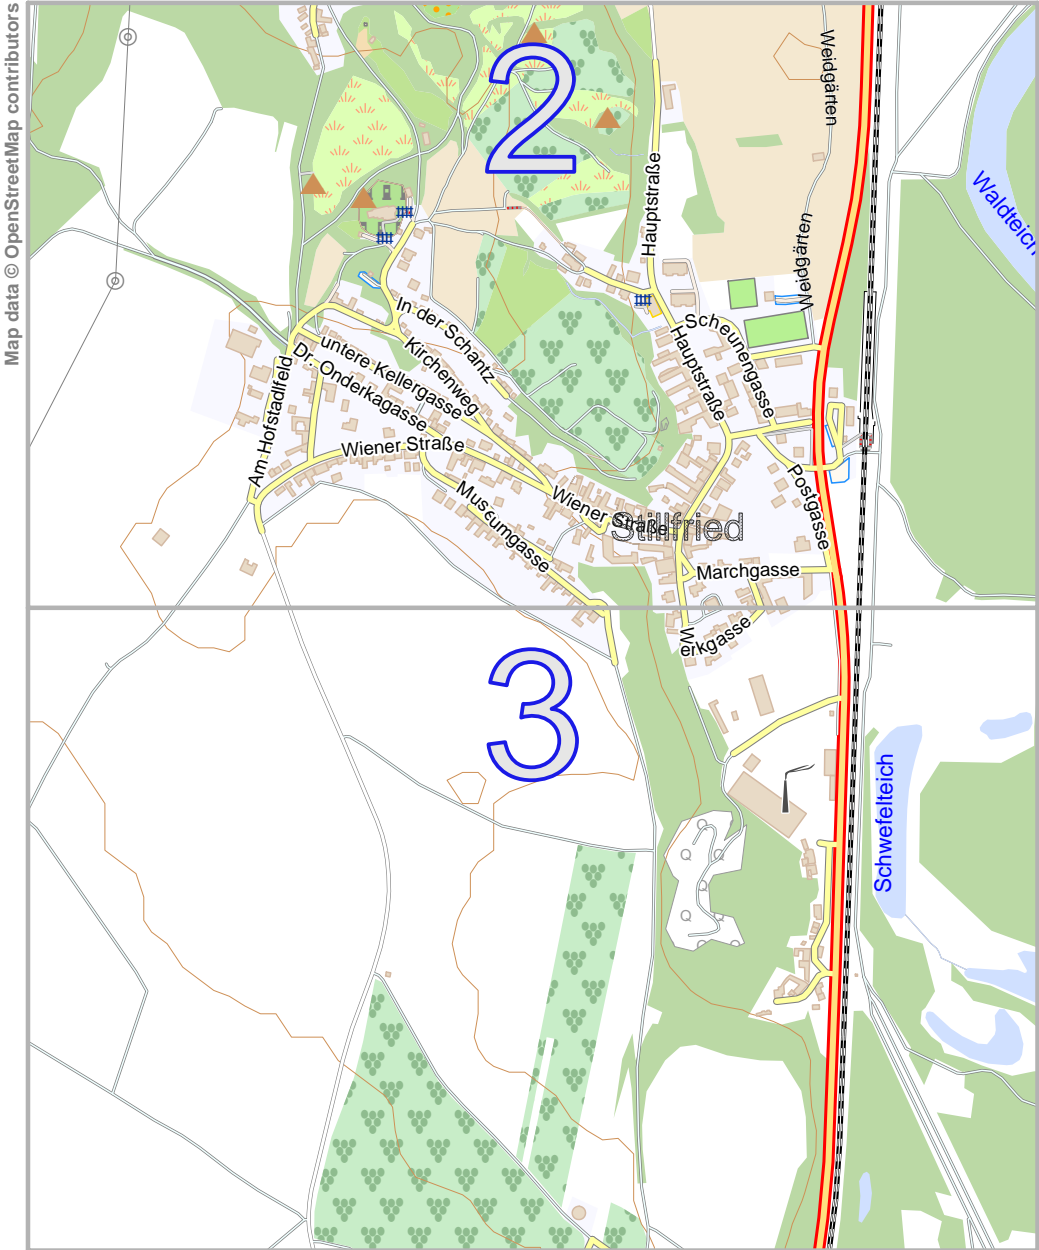 Map data © OpenStreetMap contributors
2
Weidgärten
Waldteich
Hauptstraße
Weidgärten
In der Schantz
Scheunengasse
Hauptstraße
untere Kellergasse
Kirchenweg
Dr. Onderkagasse
Am Hofstadlfeld
Wiener Straße
Museumgasse
Wiener Straße
Stillfried
Postgasse
Marchgasse
Werkgasse
3
Schwefelteich
Q
Q
Q
Q
Q